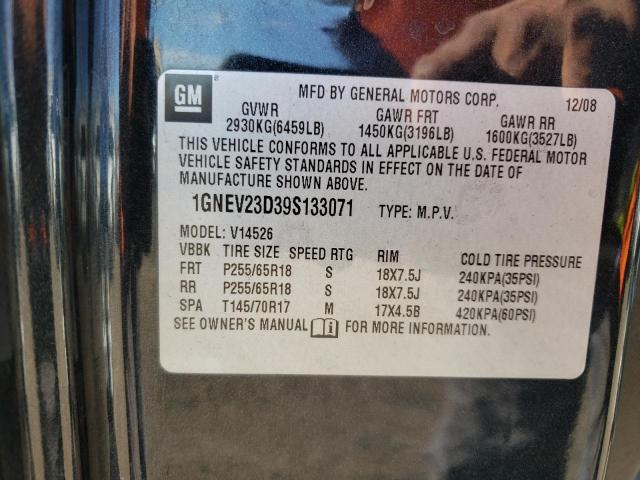 GM ® MFD BY GENERAL MOTORS CORP. 12/08
GVWR GAWR FRT GAWR RR
2930KG(6459LB) 1450KG(3196LB) 1600KG(3527LB)
THIS VEHICLE CONFORMS TO ALL APPLICABLE U.S. FEDERAL MOTOR
VEHICLE SAFETY STANDARDS IN EFFECT ON THE DATE OF
MANUFACTURE SHOWN ABOVE.
1GNEV23D39S133071 TYPE: M.P.V.
MODEL: V14526
VBBK TIRE SIZE SPEED RTG RIM COLD TIRE PRESSURE
FRT P255/65R18 S 18X7.5J 240KPA(35PSI)
RR P255/65R18 S 18X7.5J 240KPA(35PSI)
SPA T145/70R17 M 17X4.5B 420KPA(60PSI)
SEE OWNER'S MANUAL FOR MORE INFORMATION.